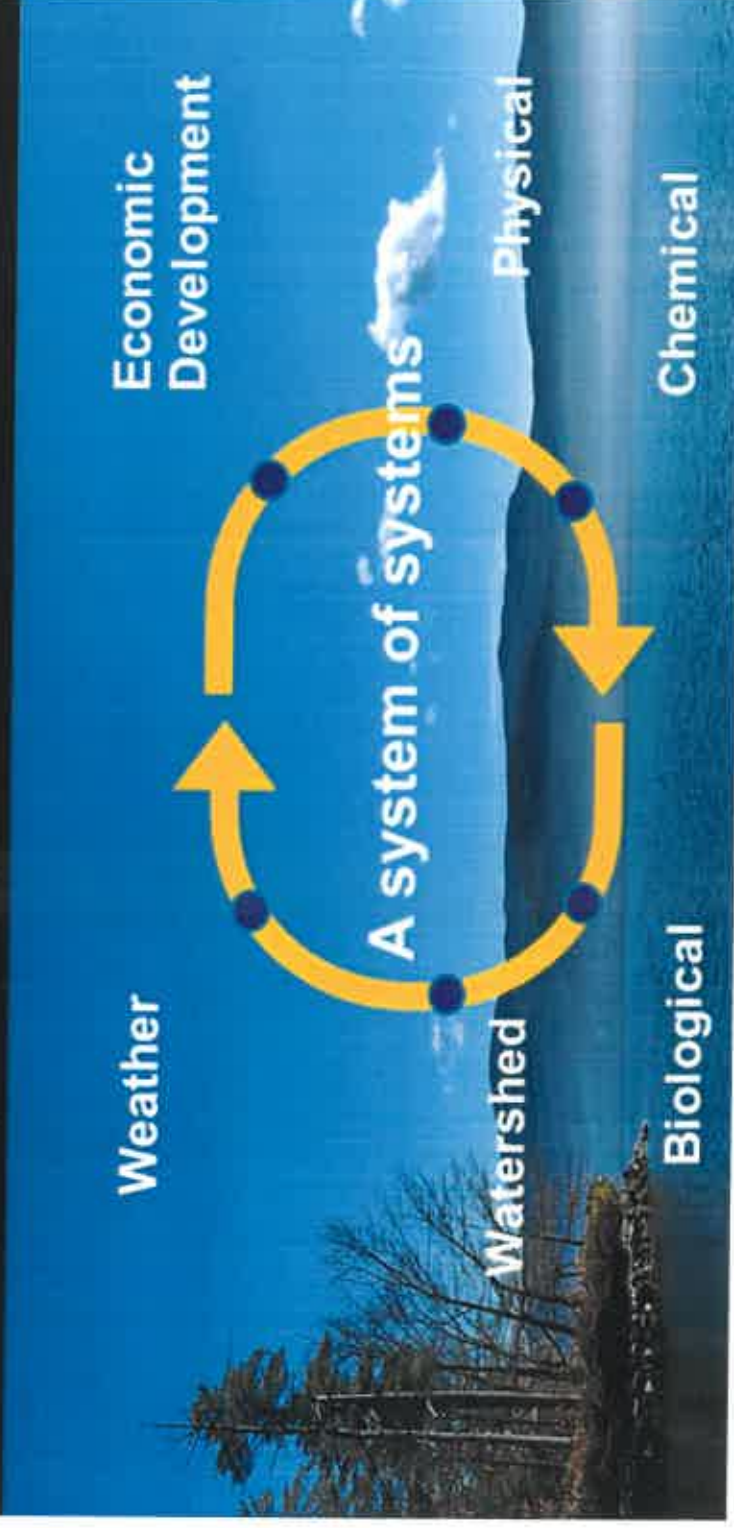 Weather
Economic
Development
A system of systems
Watershed
Physical
Biological
Chemical